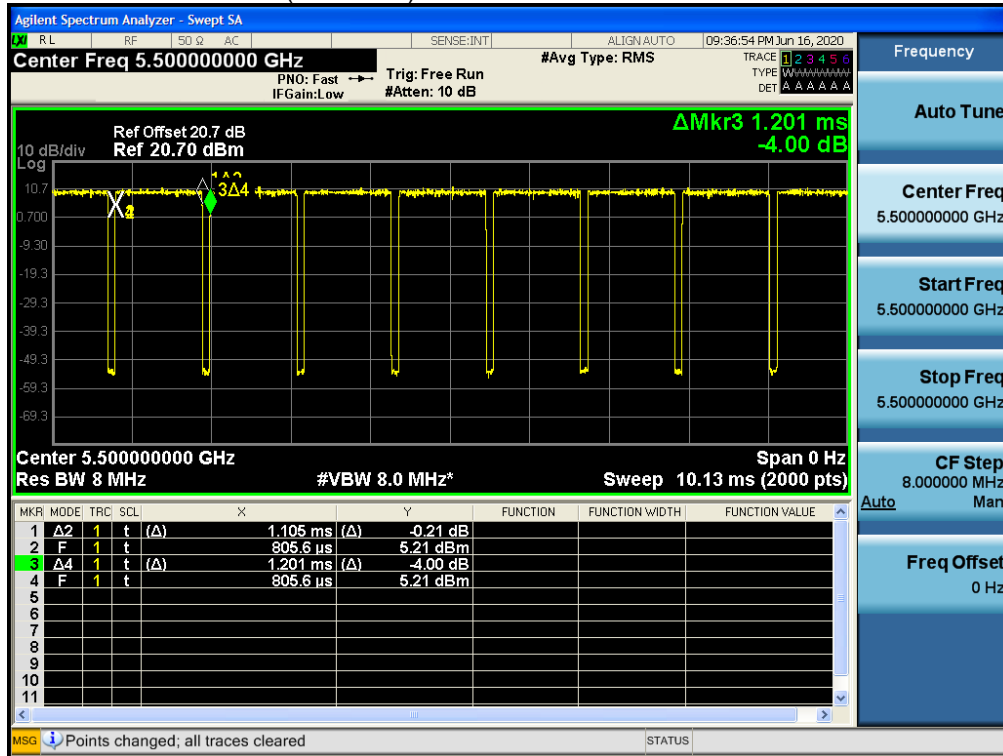 Agilent Spectrum Analyzer - Swept SA
LXI RL RF 50 Ω AC SENSE:INT ALIGN AUTO 09:36:54 PM Jun 16, 2020
Center Freq 5.500000000 GHz #Avg Type: RMS TRACE 1 2 3 4 5 6
PNO: Fast Trig: Free Run TYPE WWWWWW
IFGain:Low #Atten: 10 dB DET A A A A A A
ΔMkr3 1.201 ms
-4.00 dB
Ref Offset 20.7 dB
10 dB/div Ref 20.70 dBm
Log
3Δ4
10.7
0.700
-9.30
-19.3
-29.3
-39.3
-49.3
-59.3
-69.3
Center 5.500000000 GHz Span 0 Hz
Res BW 8 MHz #VBW 8.0 MHz* Sweep 10.13 ms (2000 pts)
MKR MODE TRC SCL X Y FUNCTION FUNCTION WIDTH FUNCTION VALUE
1 Δ2 1 t (Δ) 1.105 ms (Δ) -0.21 dB
2 F 1 t 805.6 µs 5.21 dBm
3 Δ4 1 t (Δ) 1.201 ms (Δ) -4.00 dB
4 F 1 t 805.6 µs 5.21 dBm
5
6
7
8
9
10
11
MSG Points changed; all traces cleared STATUS
Frequency
Auto Tune
Center Freq
5.500000000 GHz
Start Freq
5.500000000 GHz
Stop Freq
5.500000000 GHz
CF Step
8.000000 MHz
Auto Man
Freq Offset
0 Hz